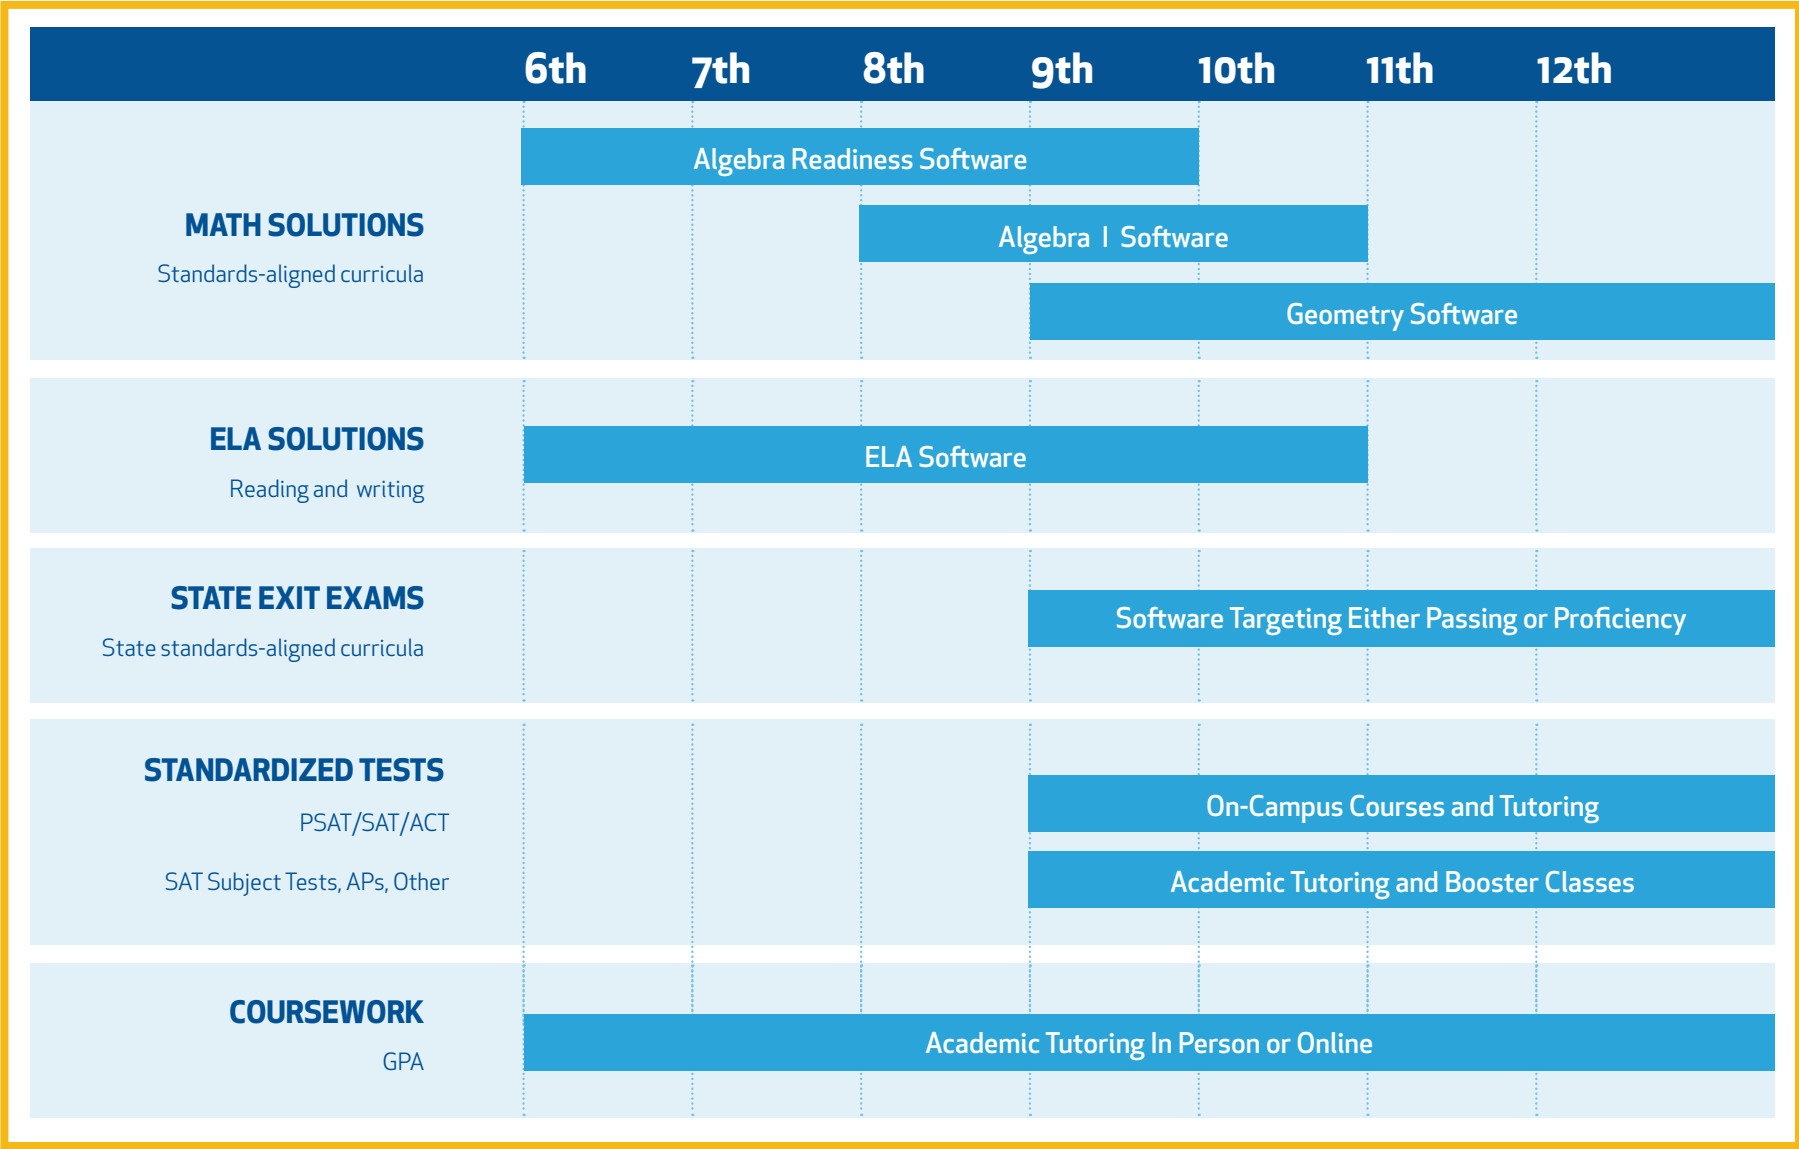 6th 7th 8th 9th 10th 11th 12th
Algebra Readiness Software
MATH SOLUTIONS
Standards-aligned curricula
Algebra I Software
Geometry Software
ELA SOLUTIONS
Reading and writing
ELA Software
STATE EXIT EXAMS
State standards-aligned curricula
Software Targeting Either Passing or Proficiency
STANDARDIZED TESTS
PSAT/SAT/ACT
On-Campus Courses and Tutoring
SAT Subject Tests, APs, Other
Academic Tutoring and Booster Classes
COURSEWORK
GPA
Academic Tutoring In Person or Online